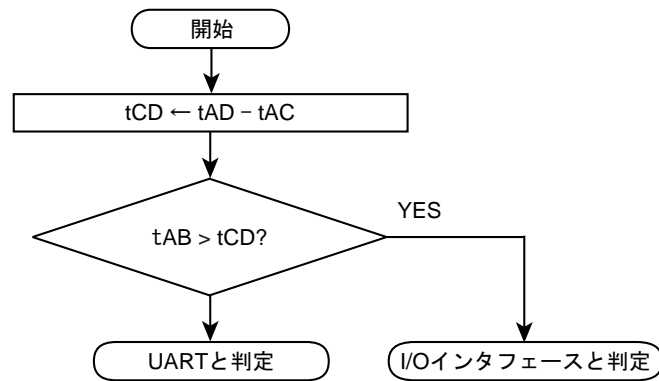 開始
tCD ← tAD − tAC
tAB > tCD?
YES
UARTと判定
I/Oインタフェースと判定